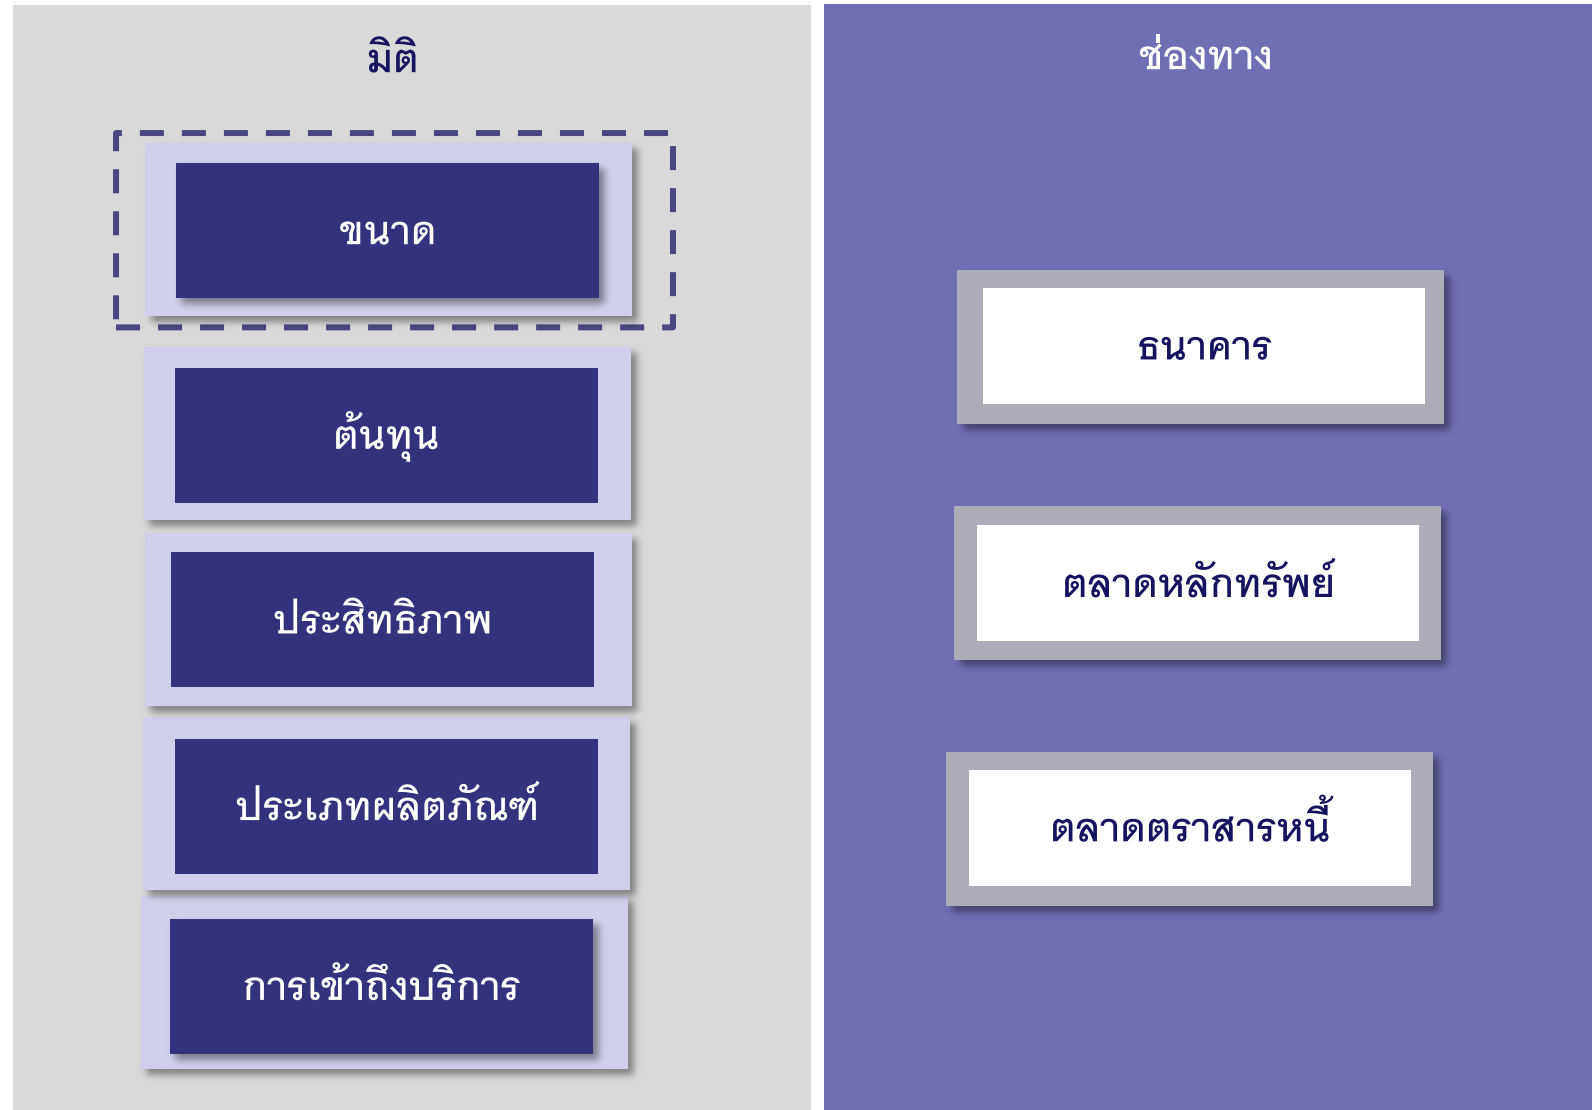 มิติ
ขนาด
ต้นทุน
ประสิทธิภาพ
ประเภทผลิตภัณฑ์
การเข้าถึงบริการ
ช่องทาง
ธนาคาร
ตลาดหลักทรัพย์
ตลาดตราสารหนี้